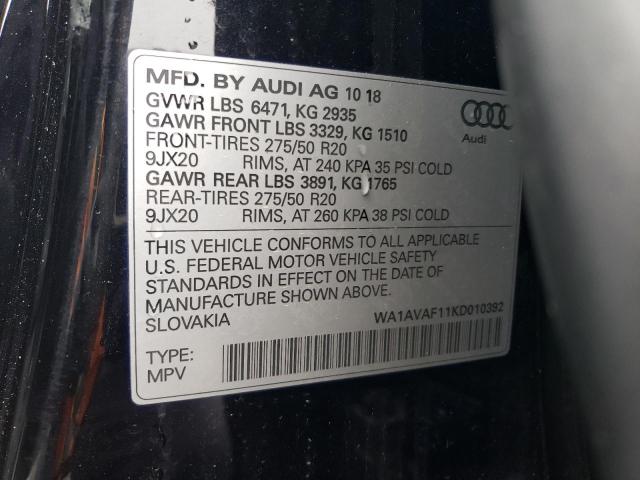 MFD. BY AUDI AG 10 18
GVWR LBS 6471, KG 2935
GAWR FRONT LBS 3329, KG 1510
FRONT-TIRES 275/50 R20
9JX20 RIMS, AT 240 KPA 35 PSI COLD
GAWR REAR LBS 3891, KG 1765
REAR-TIRES 275/50 R20
9JX20 RIMS, AT 260 KPA 38 PSI COLD
Audi
THIS VEHICLE CONFORMS TO ALL APPLICABLE
U.S. FEDERAL MOTOR VEHICLE SAFETY
STANDARDS IN EFFECT ON THE DATE OF
MANUFACTURE SHOWN ABOVE.
SLOVAKIA WA1AVAF11KD010392
TYPE:
MPV